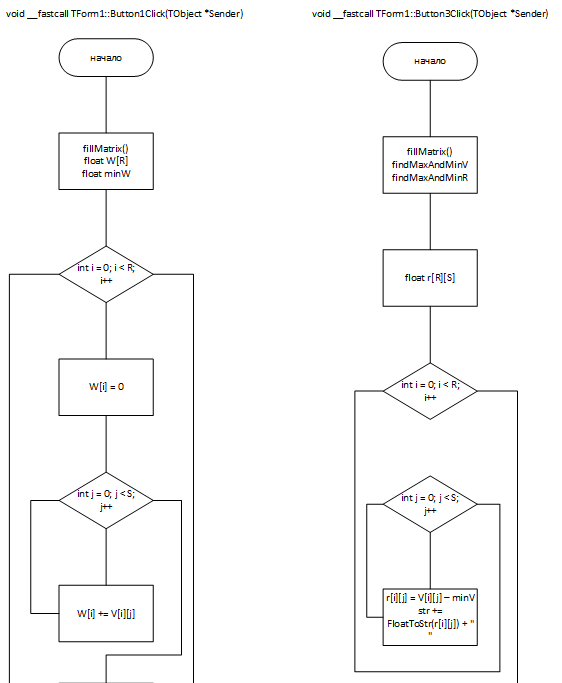 void __fastcall TForm1::Button1Click(TObject *Sender)
начало
fillMatrix()
float W[R]
float minW
int i = 0; i < R;
i++
W[i] = 0
int j = 0; j < S;
j++
W[i] += V[i][j]
void __fastcall TForm1::Button3Click(TObject *Sender)
начало
fillMatrix()
findMaxAndMinV
findMaxAndMinR
float r[R][S]
int i = 0; i < R;
i++
int j = 0; j < S;
j++
r[i][j] = V[i][j] – minV
str +=
FloatToStr(r[i][j]) + "
"